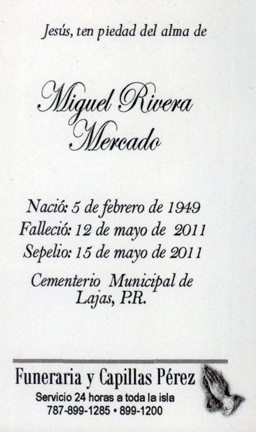 Jesús, ten piedad del alma de
Miguel Rivera
Mercado
Nació: 5 de febrero de 1949
Falleció: 12 de mayo de 2011
Sepelio: 15 de mayo de 2011
Cementerio Municipal de
Lajas, P.R.
Funeraria y Capillas Pérez
Servicio 24 horas a toda la isla
787-899-1285 • 899-1200